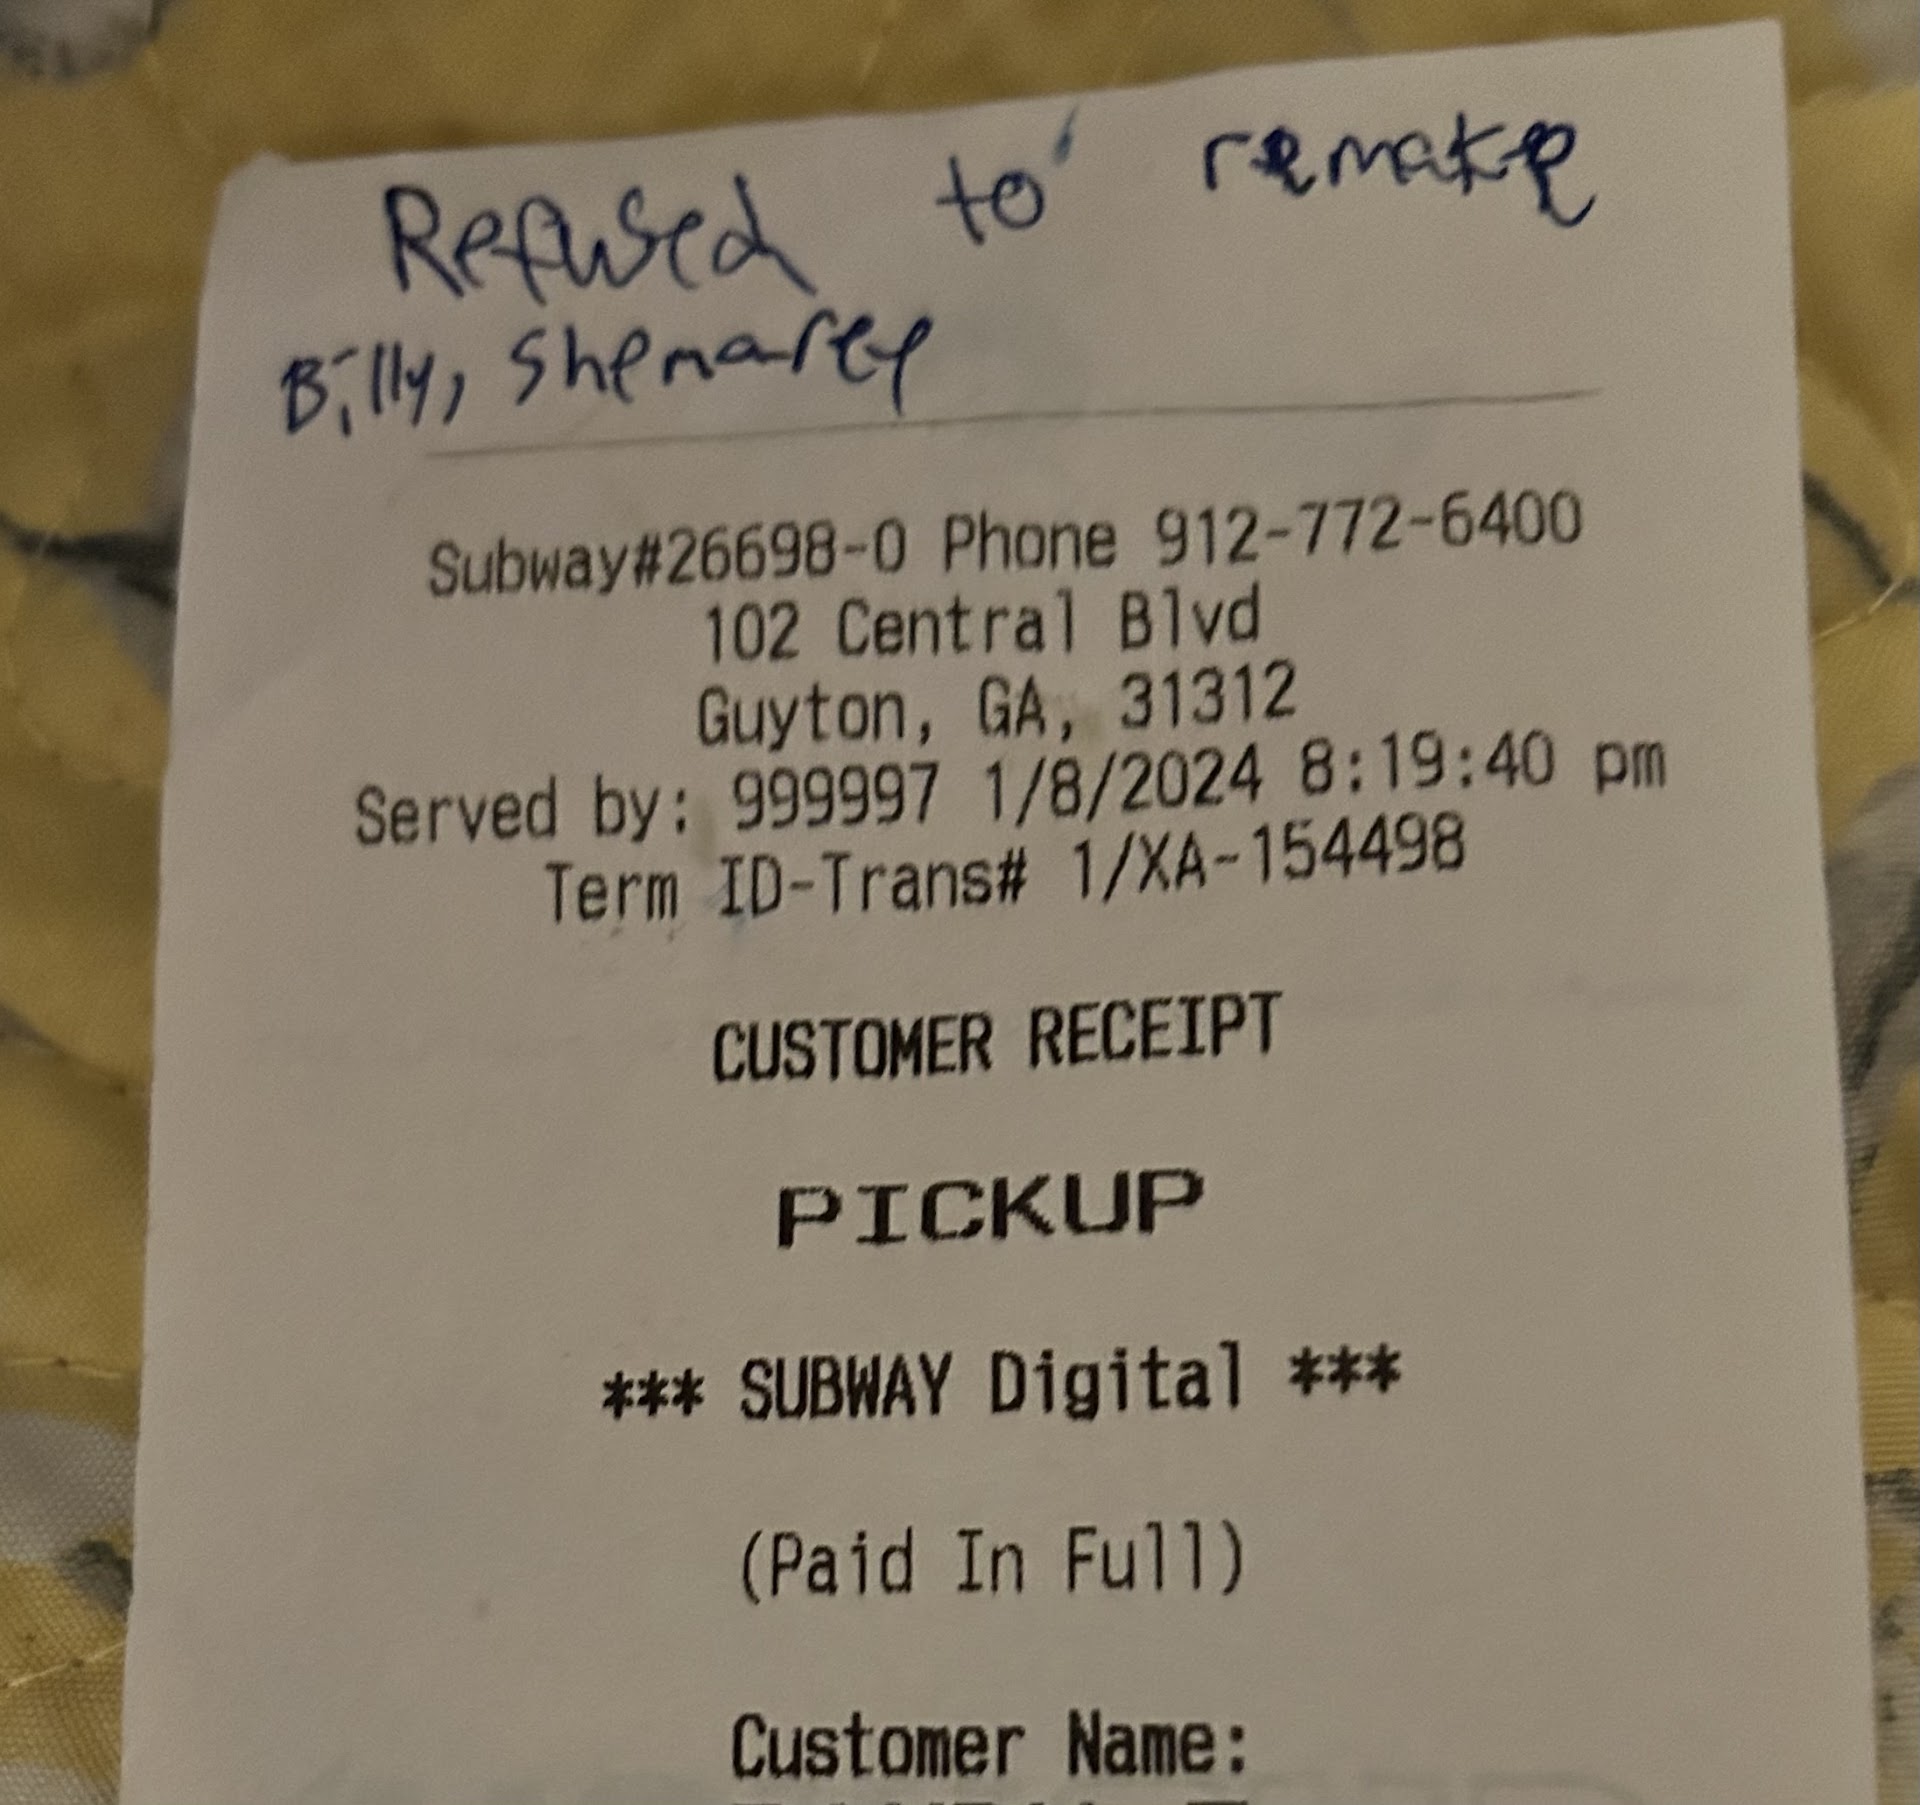 Refused to remake
Billy, Shemarey
Subway#26698-0 Phone 912-772-6400
102 Central Blvd
Guyton, GA, 31312
Served by: 999997 1/8/2024 8:19:40 pm
Term ID-Trans# 1/XA-154498
CUSTOMER RECEIPT
PICKUP
*** SUBWAY Digital ***
(Paid In Full)
Customer Name: